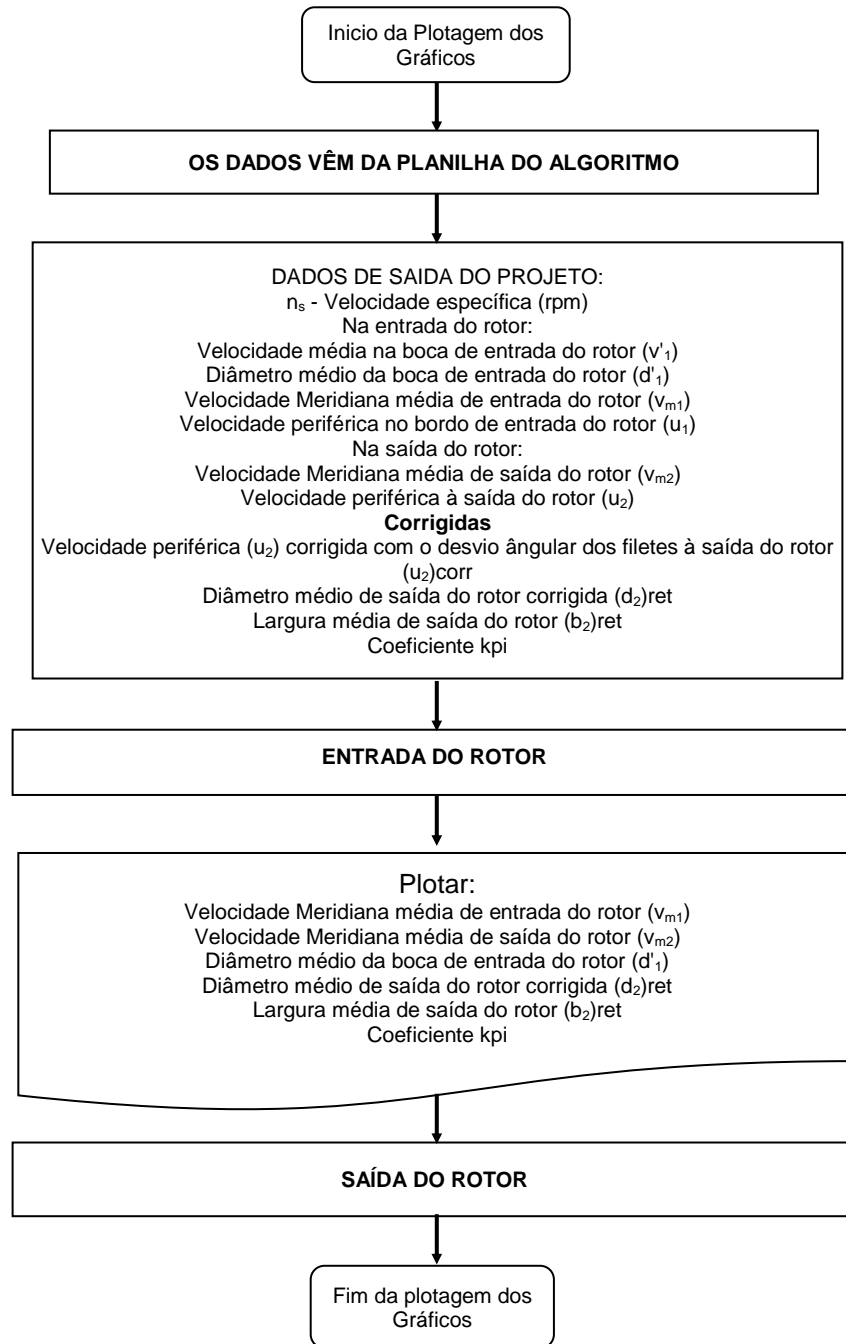 Inicio da Plotagem dos
Gráficos
OS DADOS VÊM DA PLANILHA DO ALGORITMO
DADOS DE SAIDA DO PROJETO:
nₛ - Velocidade específica (rpm)
Na entrada do rotor:
Velocidade média na boca de entrada do rotor (v'₁)
Diâmetro médio da boca de entrada do rotor (d'₁)
Velocidade Meridiana média de entrada do rotor (vₘ₁)
Velocidade periférica no bordo de entrada do rotor (u₁)
Na saída do rotor:
Velocidade Meridiana média de saída do rotor (vₘ₂)
Velocidade periférica à saída do rotor (u₂)
Corrigidas
Velocidade periférica (u₂) corrigida com o desvio ângular dos filetes à saída do rotor
(u₂)corr
Diâmetro médio de saída do rotor corrigida (d₂)ret
Largura média de saída do rotor (b₂)ret
Coeficiente kpi
ENTRADA DO ROTOR
Plotar:
Velocidade Meridiana média de entrada do rotor (vₘ₁)
Velocidade Meridiana média de saída do rotor (vₘ₂)
Diâmetro médio da boca de entrada do rotor (d'₁)
Diâmetro médio de saída do rotor corrigida (d₂)ret
Largura média de saída do rotor (b₂)ret
Coeficiente kpi
SAÍDA DO ROTOR
Fim da plotagem dos
Gráficos